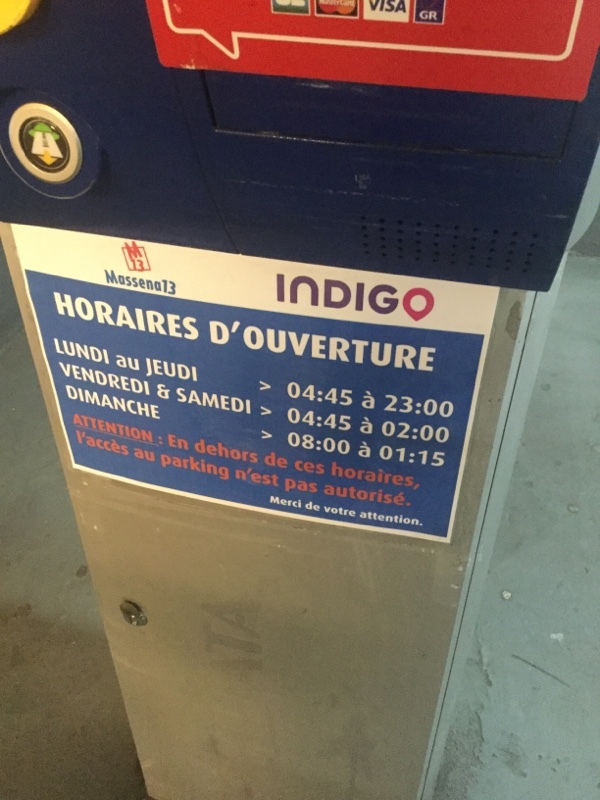 MasterCard
VISA
GR
M
13
Massena13
INDIGO
HORAIRES D'OUVERTURE
LUNDI au JEUDI > 04:45 à 23:00
VENDREDI & SAMEDI > 04:45 à 02:00
DIMANCHE > 08:00 à 01:15
ATTENTION : En dehors de ces horaires,
l'accès au parking n'est pas autorisé.
Merci de votre attention.